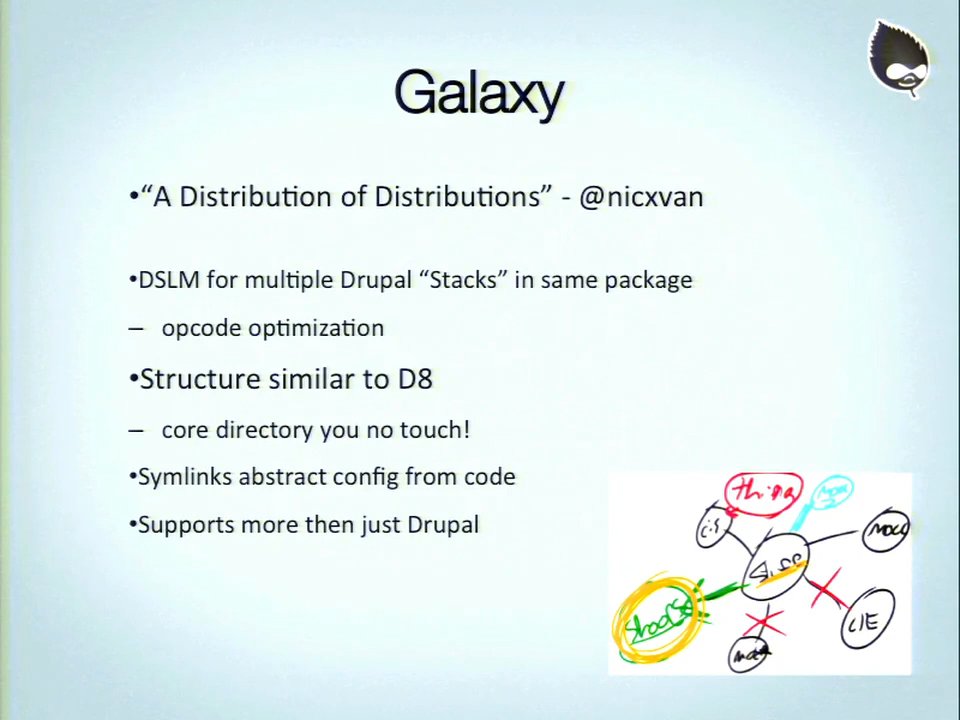 Galaxy
•“A Distribution of Distributions” - @nicxvan
•DSLM for multiple Drupal “Stacks” in same package
– opcode optimization
•Structure similar to D8
– core directory you no touch!
•Symlinks abstract config from code
•Supports more then just Drupal
thing